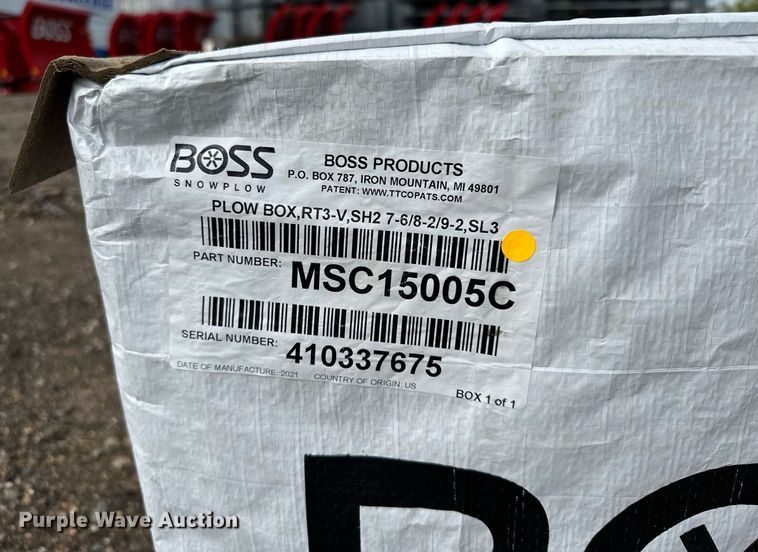 BOSS
BOSS
SNOWPLOW
BOSS PRODUCTS
P.O. BOX 787, IRON MOUNTAIN, MI 49801
PATENT: WWW.TTCOPATS.COM
PLOW BOX,RT3-V,SH2 7-6/8-2/9-2,SL3
PART NUMBER:
MSC15005C
SERIAL NUMBER:
410337675
DATE OF MANUFACTURE: 2021 COUNTRY OF ORIGIN: US
BOX 1 of 1
Purple Wave Auction